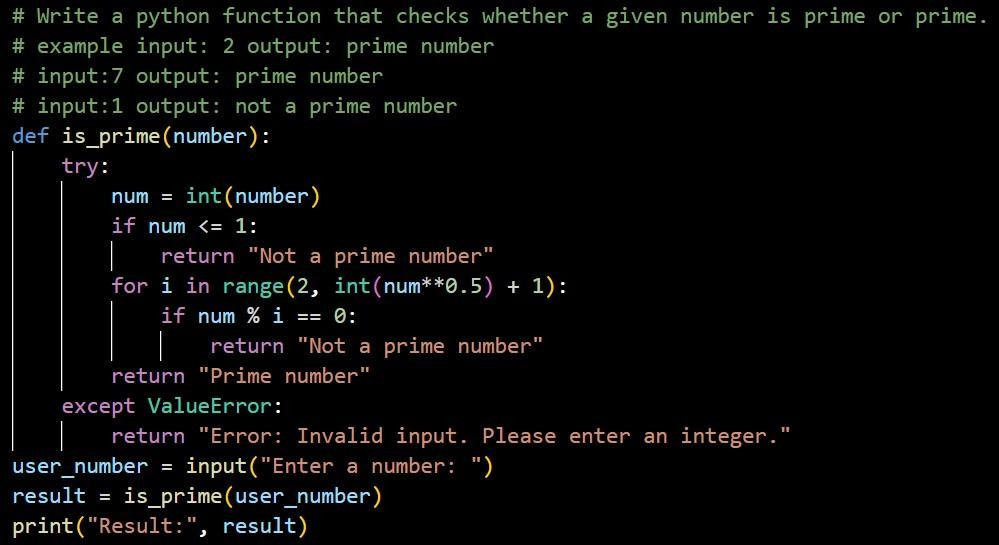 # Write a python function that checks whether a given number is prime or prime.
# example input: 2 output: prime number
# input:7 output: prime number
# input:1 output: not a prime number
def is_prime(number):
    try:
        num = int(number)
        if num <= 1:
            return "Not a prime number"
        for i in range(2, int(num**0.5) + 1):
            if num % i == 0:
                return "Not a prime number"
        return "Prime number"
    except ValueError:
        return "Error: Invalid input. Please enter an integer."
user_number = input("Enter a number: ")
result = is_prime(user_number)
print("Result:", result)